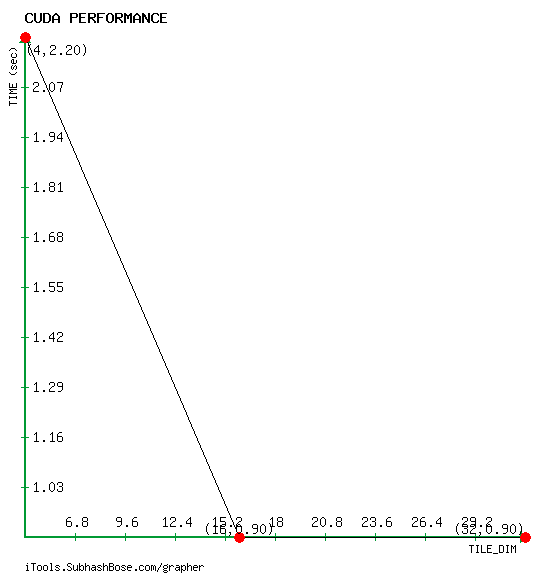 CUDA PERFORMANCE
TIME (sec)
(4,2.20)
2.07
1.94
1.81
1.68
1.55
1.42
1.29
1.16
1.03
6.8 9.6 12.4 15.2 18 20.8 23.6 26.4 29.2
(16,0.90) (32,0.90)
TILE_DIM
iTools.SubhashBose.com/grapher